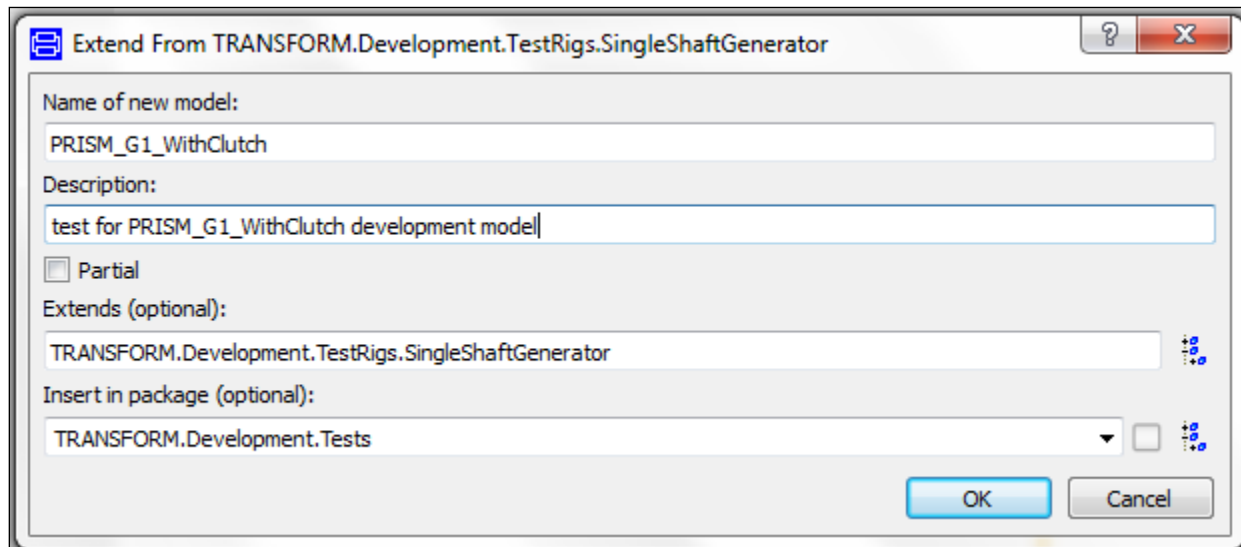 Extend From TRANSFORM.Development.TestRigs.SingleShaftGenerator
Name of new model:
PRISM_G1_WithClutch
Description:
test for PRISM_G1_WithClutch development model
Partial
Extends (optional):
TRANSFORM.Development.TestRigs.SingleShaftGenerator
Insert in package (optional):
TRANSFORM.Development.Tests
OK Cancel